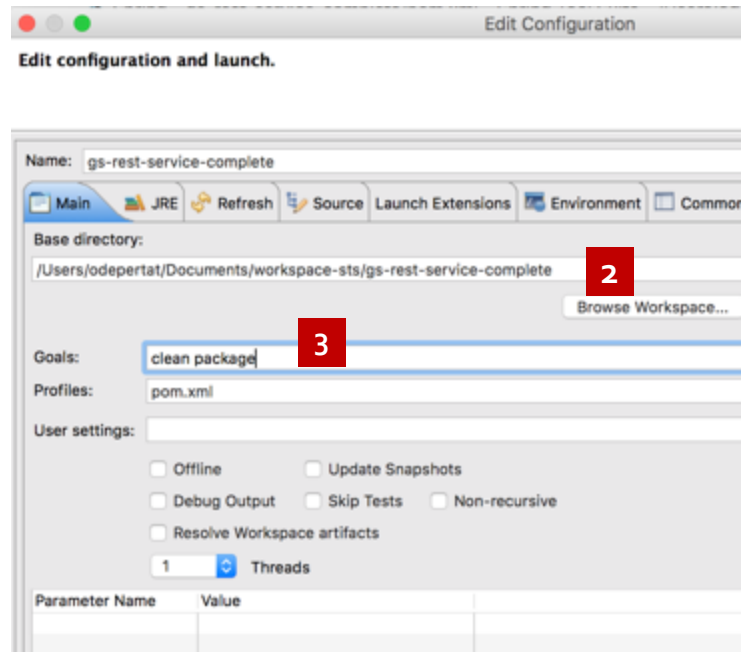 Edit Configuration
Edit configuration and launch.
Name: gs-rest-service-complete
Main JRE Refresh Source Launch Extensions Environment Common
Base directory:
/Users/odepertat/Documents/workspace-sts/gs-rest-service-complete
2
Browse Workspace...
3
Goals: clean package
Profiles: pom.xml
User settings:
Offline Update Snapshots
Debug Output Skip Tests Non-recursive
Resolve Workspace artifacts
1 Threads
Parameter Name Value